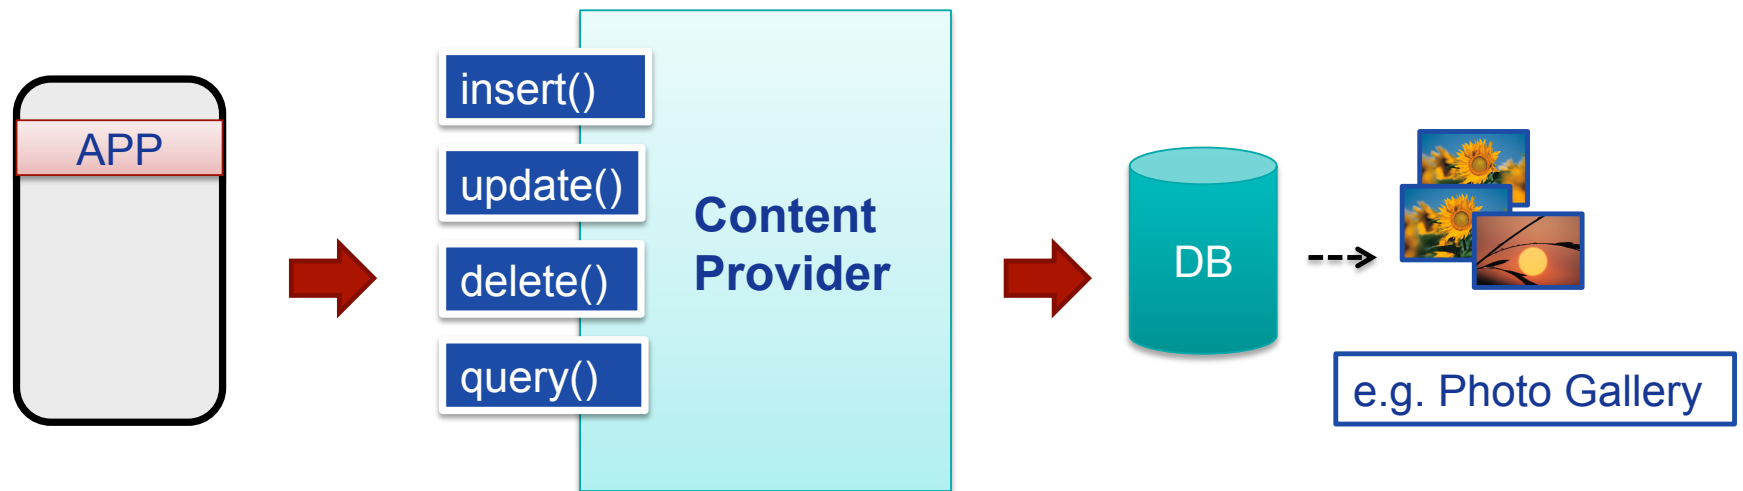 APP
insert()
update()
delete()
query()
Content
Provider
DB
e.g. Photo Gallery